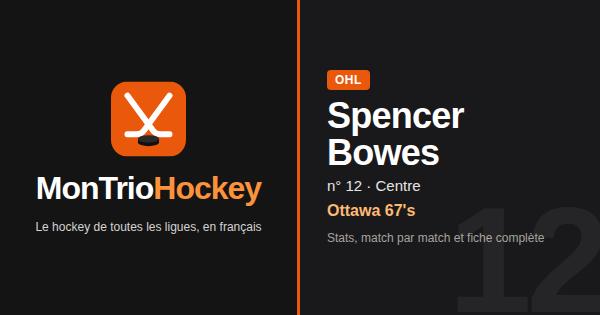 MonTrioHockey
Le hockey de toutes les ligues, en français
OHL
Spencer
Bowes
n° 12 · Centre
Ottawa 67's
Stats, match par match et fiche complète
12